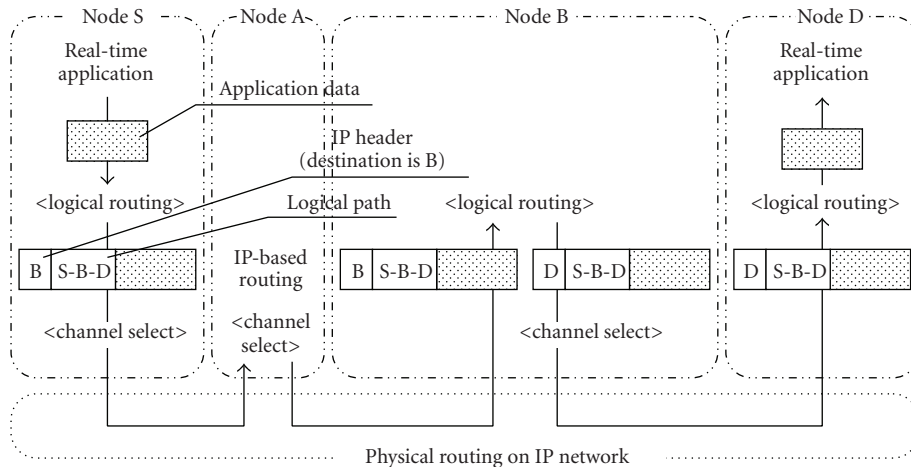 Node S
Node A
Node B
Node D
Real-time
application
Real-time
application
Application data
IP header
(destination is B)
<logical routing>
Logical path
<logical routing>
<logical routing>
B
S-B-D
IP-based
routing
B
S-B-D
D
S-B-D
D
S-B-D
<channel select>
<channel
select>
<channel select>
Physical routing on IP network